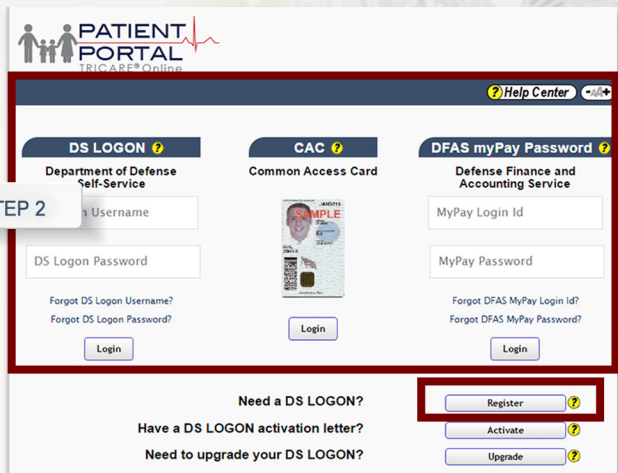 PATIENT
PORTAL
TRICARE® Online
? Help Center
-AA+
DS LOGON ?
Department of Defense
Self-Service
Username
DS Logon Password
Forgot DS Logon Username?
Forgot DS Logon Password?
Login
CAC ?
Common Access Card
SAMPLE
Login
DFAS myPay Password ?
Defense Finance and
Accounting Service
MyPay Login Id
MyPay Password
Forgot DFAS MyPay Login Id?
Forgot DFAS MyPay Password?
Login
TEP 2
Need a DS LOGON?
Register ?
Have a DS LOGON activation letter?
Activate ?
Need to upgrade your DS LOGON?
Upgrade ?